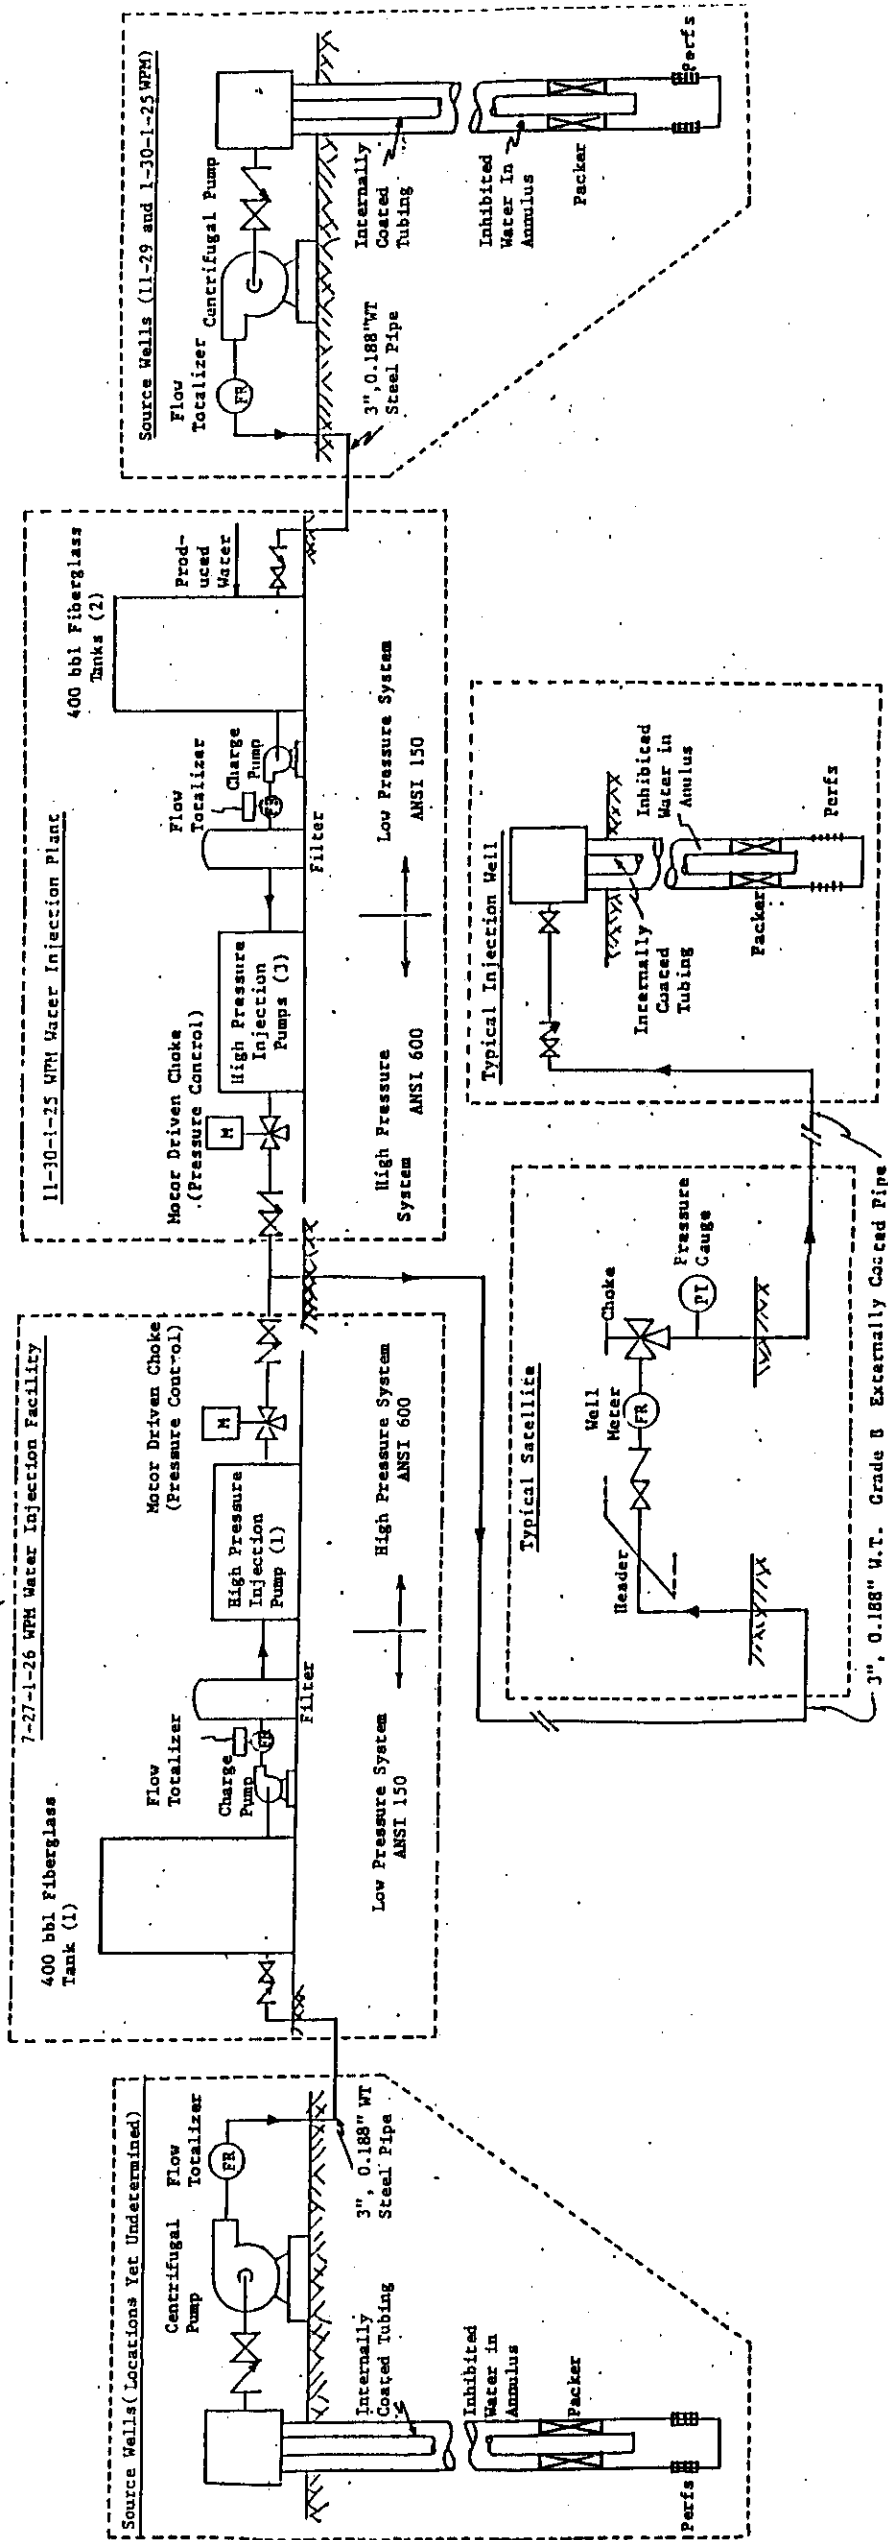 Source Wells( Locations Yet Undetermined)
Centrifugal
Pump
Flow
Totalizer
FR
3", 0.188" WT
Steel Pipe
Internally
Coated Tubing
Inhibited
Water in
Annulus
Packer
Perfs
7-27-1-26 WPM Water Injection Facility
400 bbl Fiberglass
Tank (1)
Flow
Totalizer
Charge
Pump
FR
Filter
High Pressure
Injection
Pump (1)
M
Motor Driven Choke
(Pressure Control)
Low Pressure System
ANSI 150
High Pressure System
ANSI 600
11-30-1-25 WPM Water Injection Plant
Motor Driven Choke
(Pressure Control)
M
High Pressure
Injection
Pumps (3)
Filter
Flow
Totalizer
Charge
Pump
FR
400 bbl Fiberglass
Tanks (2)
Prod-
uced
Water
High Pressure
System
ANSI 600
Low Pressure System
ANSI 150
Source Wells (11-29 and 1-30-1-25 WPM)
Flow
Totalizer
Centrifugal Pump
FR
3", 0.188"WT
Steel Pipe
Internally
Coated
Tubing
Inhibited
Water In
Annulus
Packer
Perfs
Typical Satellite
Header
Well
Meter
FR
Choke
PI
Pressure
Gauge
Typical Injection Well
Internally
Coated
Tubing
Inhibited
Water in
Anulus
Packer
Perfs
3", 0.188" W.T. Grade B Externally Coated Pipe